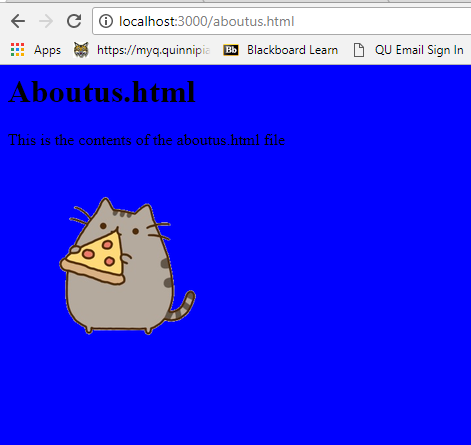 localhost:3000/aboutus.html
Apps https://myq.quinnipia Bb Blackboard Learn QU Email Sign In
Aboutus.html
This is the contents of the aboutus.html file